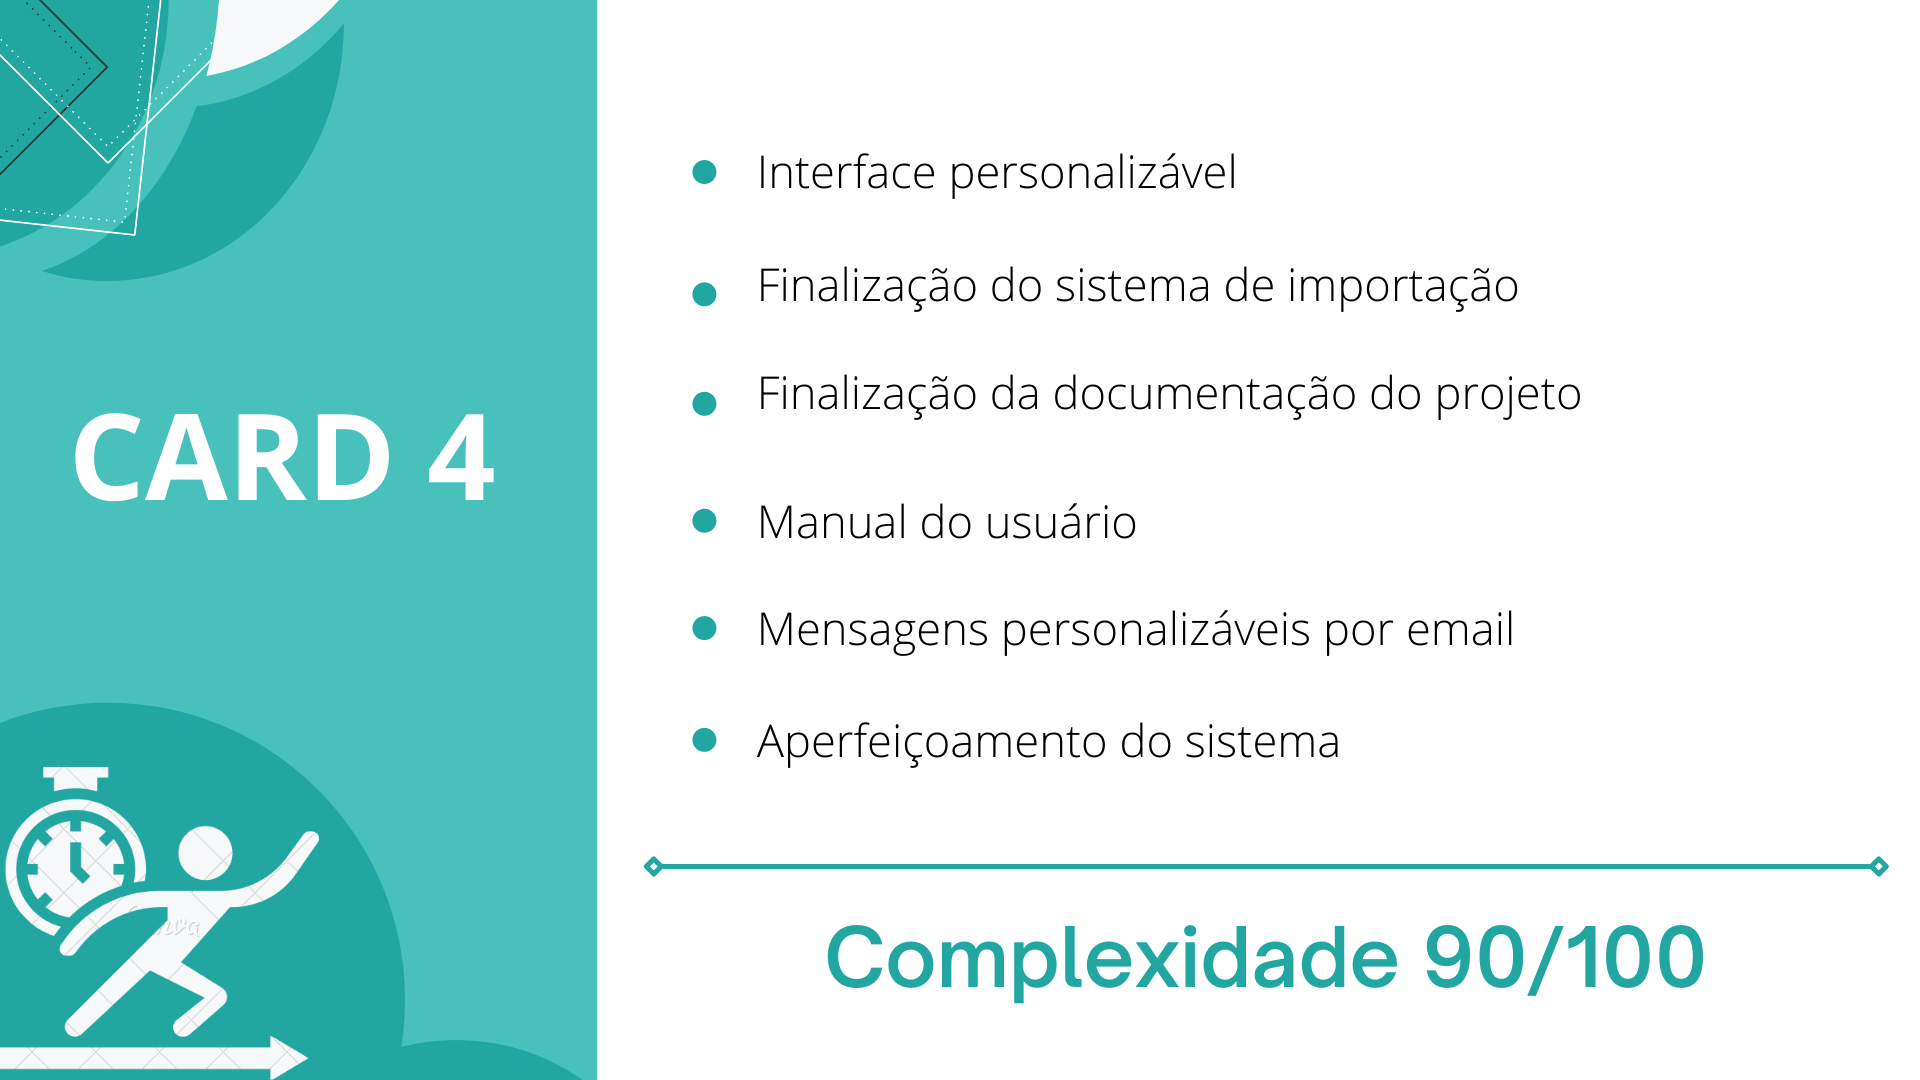 CARD 4
Interface personalizável
Finalização do sistema de importação
Finalização da documentação do projeto
Manual do usuário
Mensagens personalizáveis por email
Aperfeiçoamento do sistema
Complexidade 90/100